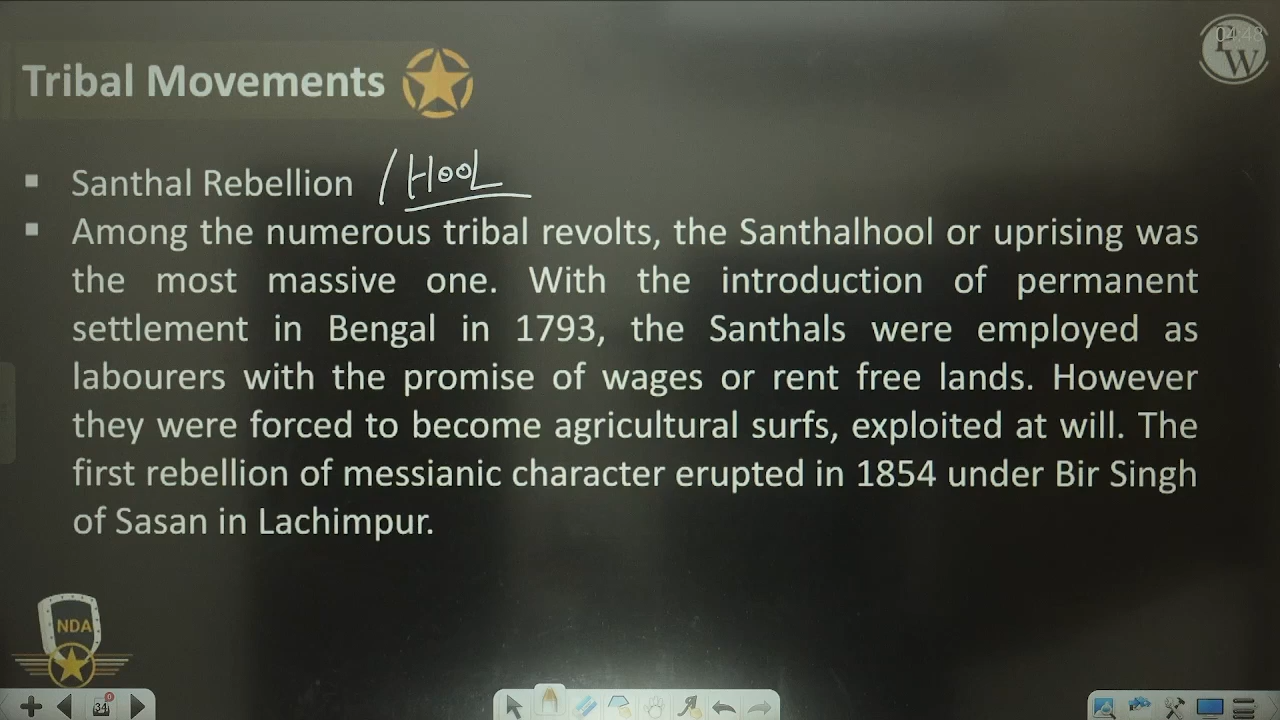 Tribal Movements
Santhal Rebellion / Hool
Among the numerous tribal revolts, the Santhalhool or uprising was
the most massive one. With the introduction of permanent
settlement in Bengal in 1793, the Santhals were employed as
labourers with the promise of wages or rent free lands. However
they were forced to become agricultural surfs, exploited at will. The
first rebellion of messianic character erupted in 1854 under Bir Singh
of Sasan in Lachimpur.
NDA
34